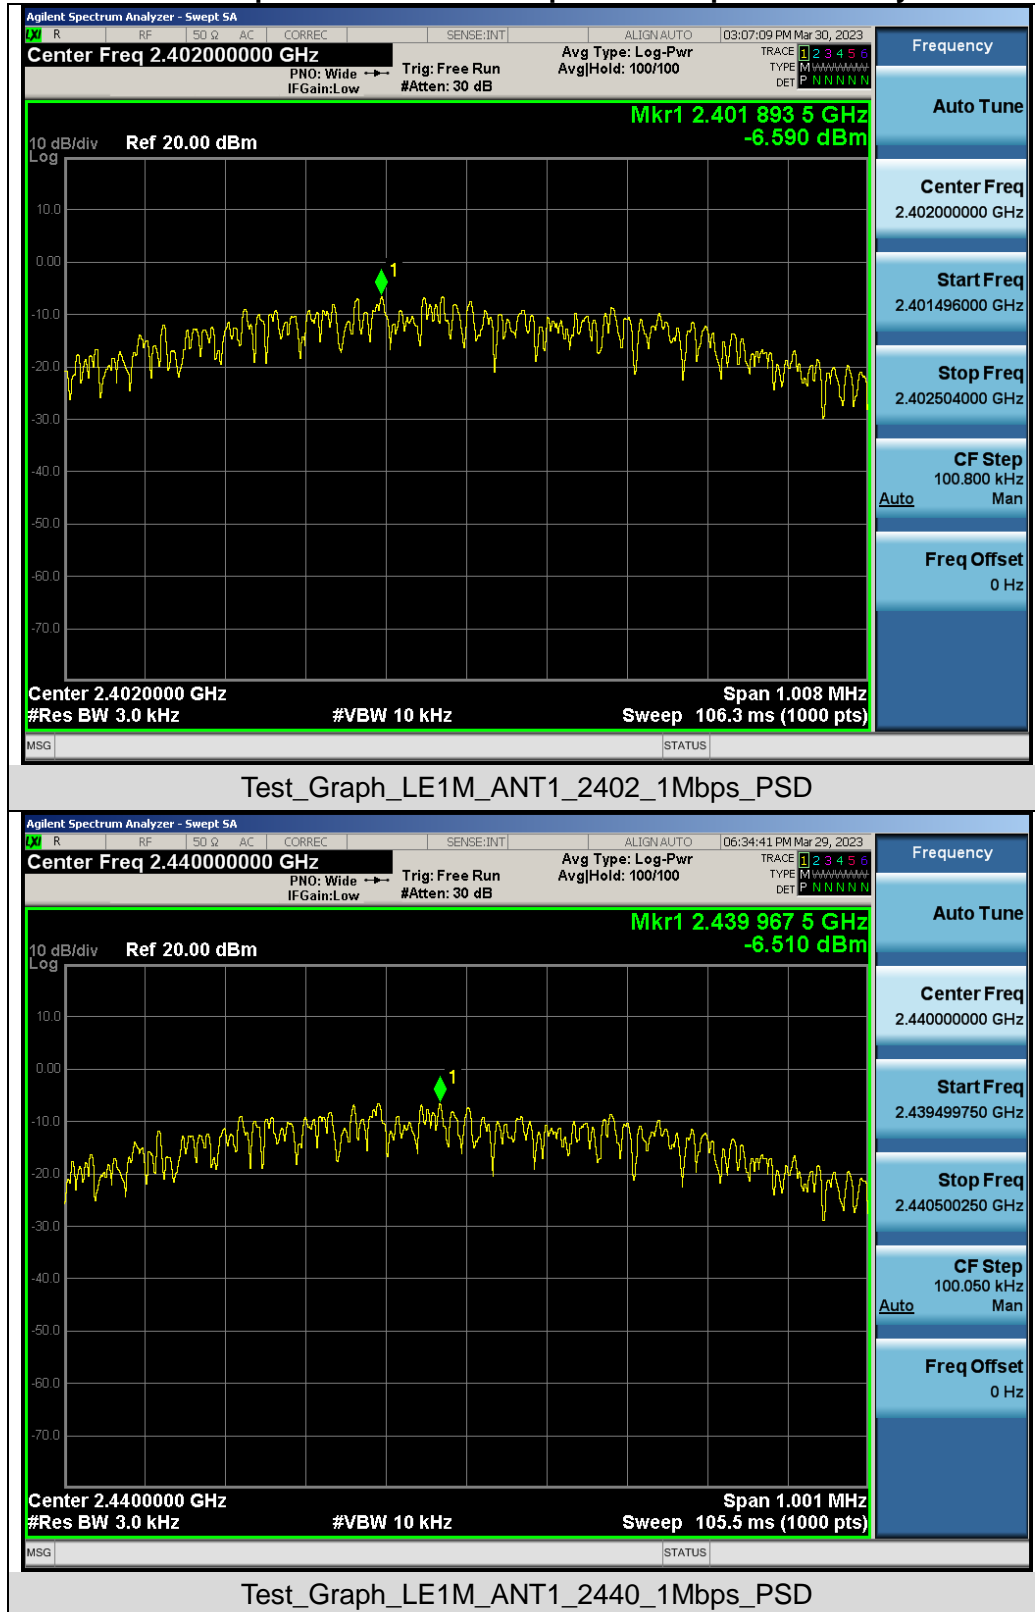 Agilent Spectrum Analyzer - Swept SA
LXI R RF 50 Ω AC CORREC SENSE:INT ALIGN AUTO 03:07:09 PM Mar 30, 2023
Center Freq 2.402000000 GHz
PNO: Wide
IFGain:Low
Trig: Free Run
#Atten: 30 dB
Avg Type: Log-Pwr
Avg|Hold: 100/100
TRACE 1 2 3 4 5 6
TYPE M
DET P N N N N N
Mkr1 2.401 893 5 GHz
-6.590 dBm
10 dB/div Ref 20.00 dBm
Log
10.0
0.00
-10.0
-20.0
-30.0
-40.0
-50.0
-60.0
-70.0
1
Center 2.4020000 GHz Span 1.008 MHz
#Res BW 3.0 kHz #VBW 10 kHz Sweep 106.3 ms (1000 pts)
MSG STATUS
Frequency
Auto Tune
Center Freq
2.402000000 GHz
Start Freq
2.401496000 GHz
Stop Freq
2.402504000 GHz
CF Step
100.800 kHz
Auto Man
Freq Offset
0 Hz
Test_Graph_LE1M_ANT1_2402_1Mbps_PSD
Agilent Spectrum Analyzer - Swept SA
LXI R RF 50 Ω AC CORREC SENSE:INT ALIGN AUTO 06:34:41 PM Mar 29, 2023
Center Freq 2.440000000 GHz
PNO: Wide
IFGain:Low
Trig: Free Run
#Atten: 30 dB
Avg Type: Log-Pwr
Avg|Hold: 100/100
TRACE 1 2 3 4 5 6
TYPE M
DET P N N N N N
Mkr1 2.439 967 5 GHz
-6.510 dBm
10 dB/div Ref 20.00 dBm
Log
10.0
0.00
-10.0
-20.0
-30.0
-40.0
-50.0
-60.0
-70.0
1
Center 2.4400000 GHz Span 1.001 MHz
#Res BW 3.0 kHz #VBW 10 kHz Sweep 105.5 ms (1000 pts)
MSG STATUS
Frequency
Auto Tune
Center Freq
2.440000000 GHz
Start Freq
2.439499750 GHz
Stop Freq
2.440500250 GHz
CF Step
100.050 kHz
Auto Man
Freq Offset
0 Hz
Test_Graph_LE1M_ANT1_2440_1Mbps_PSD